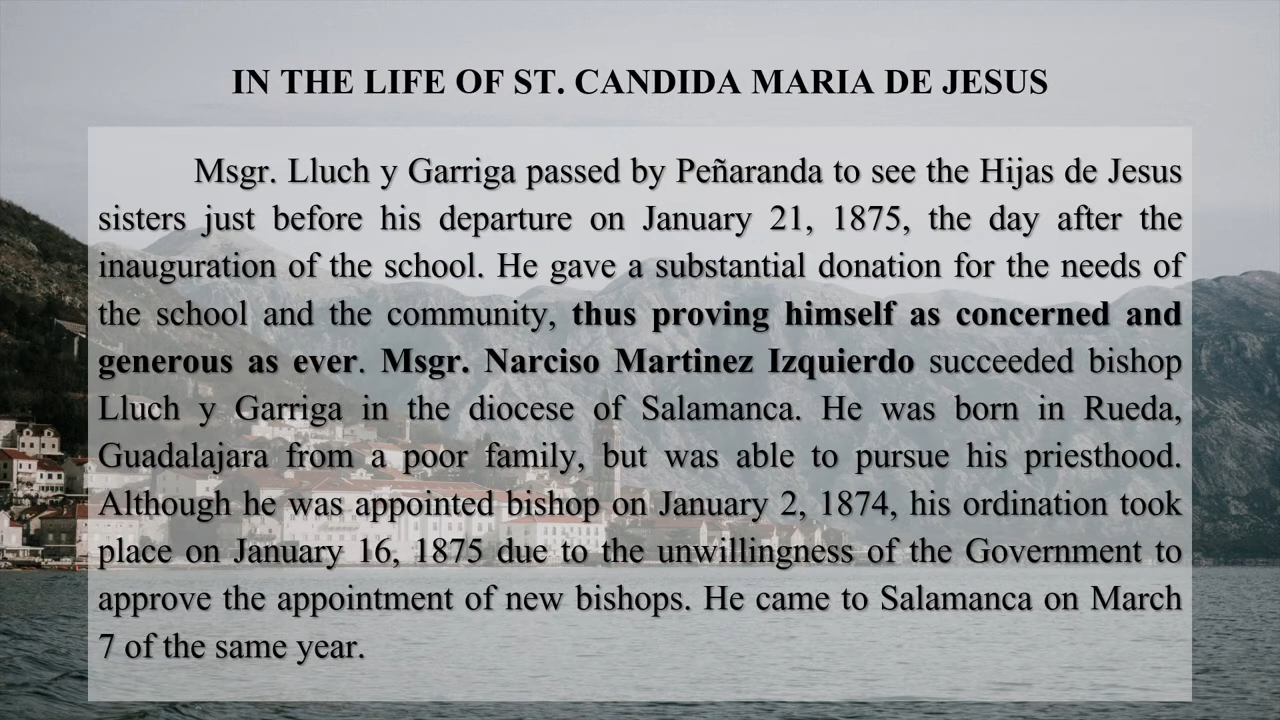 IN THE LIFE OF ST. CANDIDA MARIA DE JESUS
Msgr. Lluch y Garriga passed by Peñaranda to see the Hijas de Jesus
sisters just before his departure on January 21, 1875, the day after the
inauguration of the school. He gave a substantial donation for the needs of
the school and the community, thus proving himself as concerned and
generous as ever. Msgr. Narciso Martinez Izquierdo succeeded bishop
Lluch y Garriga in the diocese of Salamanca. He was born in Rueda,
Guadalajara from a poor family, but was able to pursue his priesthood.
Although he was appointed bishop on January 2, 1874, his ordination took
place on January 16, 1875 due to the unwillingness of the Government to
approve the appointment of new bishops. He came to Salamanca on March
7 of the same year.